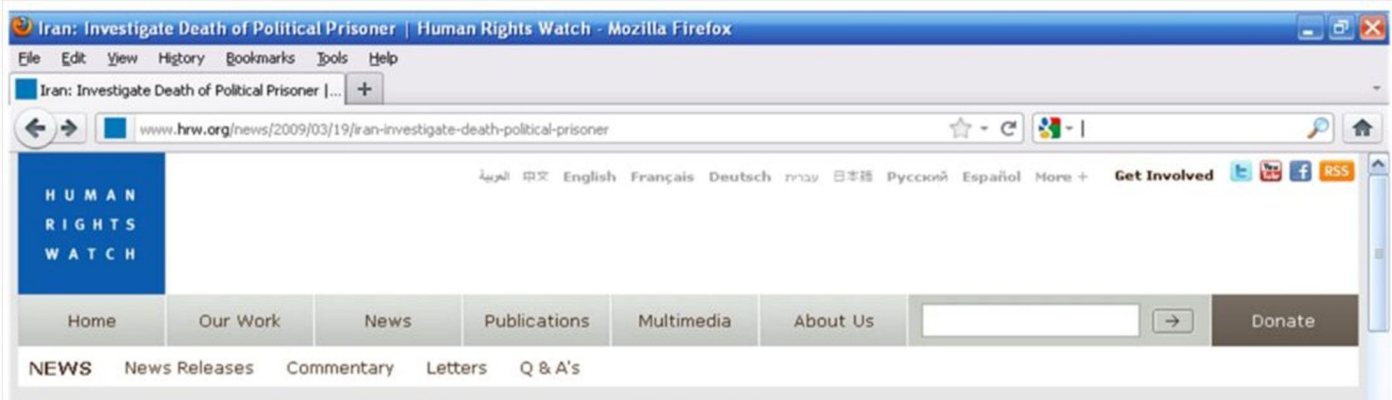 Iran: Investigate Death of Political Prisoner | Human Rights Watch - Mozilla Firefox
File Edit View History Bookmarks Tools Help
Iran: Investigate Death of Political Prisoner |... +
www.hrw.org/news/2009/03/19/iran-investigate-death-political-prisoner
العربية 中文 English Français Deutsch עברית 日本語 Русский Español More + Get Involved You Tube f RSS
HUMAN
RIGHTS
WATCH
Home Our Work News Publications Multimedia About Us → Donate
NEWS News Releases Commentary Letters Q & A's